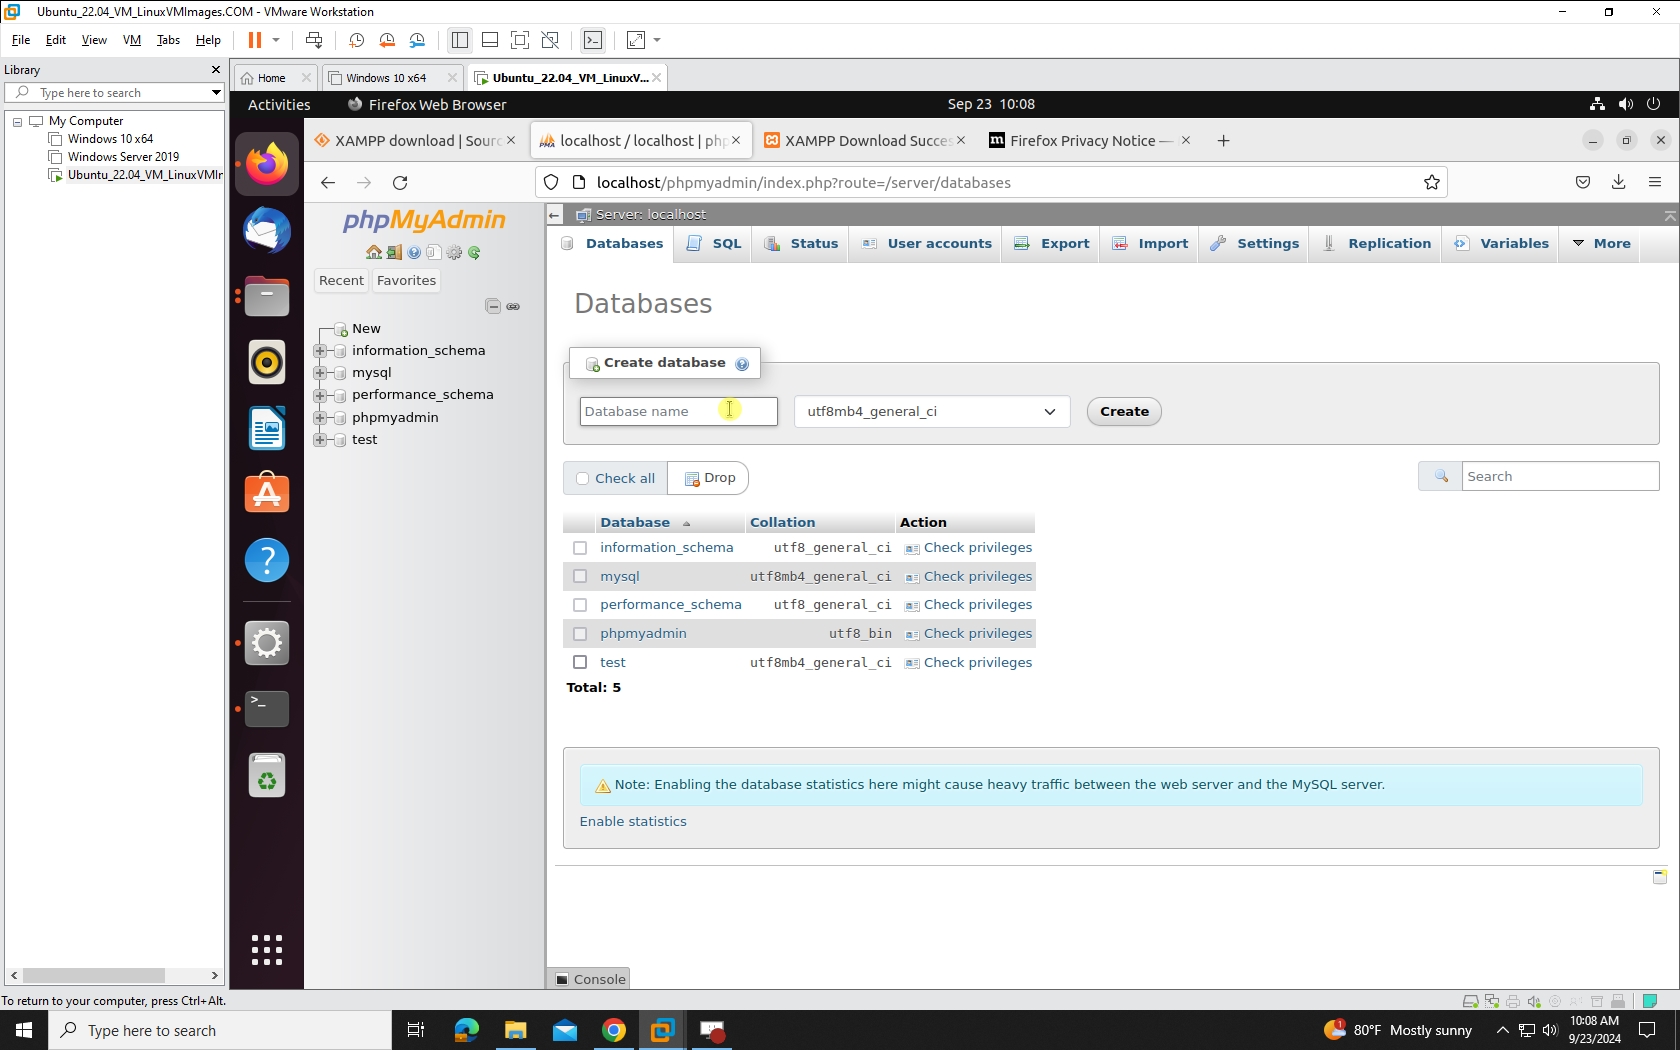 Ubuntu_22.04_VM_LinuxVMImages.COM - VMware Workstation
File Edit View VM Tabs Help
Library
Type here to search
My Computer
Windows 10 x64
Windows Server 2019
Ubuntu_22.04_VM_LinuxVMIr
Home
Windows 10 x64
Ubuntu_22.04_VM_LinuxV...
Activities
Firefox Web Browser
Sep 23 10:08
XAMPP download | Sourc
localhost / localhost | php
XAMPP Download Succes
Firefox Privacy Notice —
localhost/phpmyadmin/index.php?route=/server/databases
phpMyAdmin
Recent
Favorites
New
information_schema
mysql
performance_schema
phpmyadmin
test
Server: localhost
Databases
SQL
Status
User accounts
Export
Import
Settings
Replication
Variables
More
Databases
Create database
Database name
utf8mb4_general_ci
Create
Check all
Drop
Search
Database Collation Action
information_schema utf8_general_ci Check privileges
mysql utf8mb4_general_ci Check privileges
performance_schema utf8_general_ci Check privileges
phpmyadmin utf8_bin Check privileges
test utf8mb4_general_ci Check privileges
Total: 5
Note: Enabling the database statistics here might cause heavy traffic between the web server and the MySQL server.
Enable statistics
Console
To return to your computer, press Ctrl+Alt.
Type here to search
80°F Mostly sunny
10:08 AM
9/23/2024